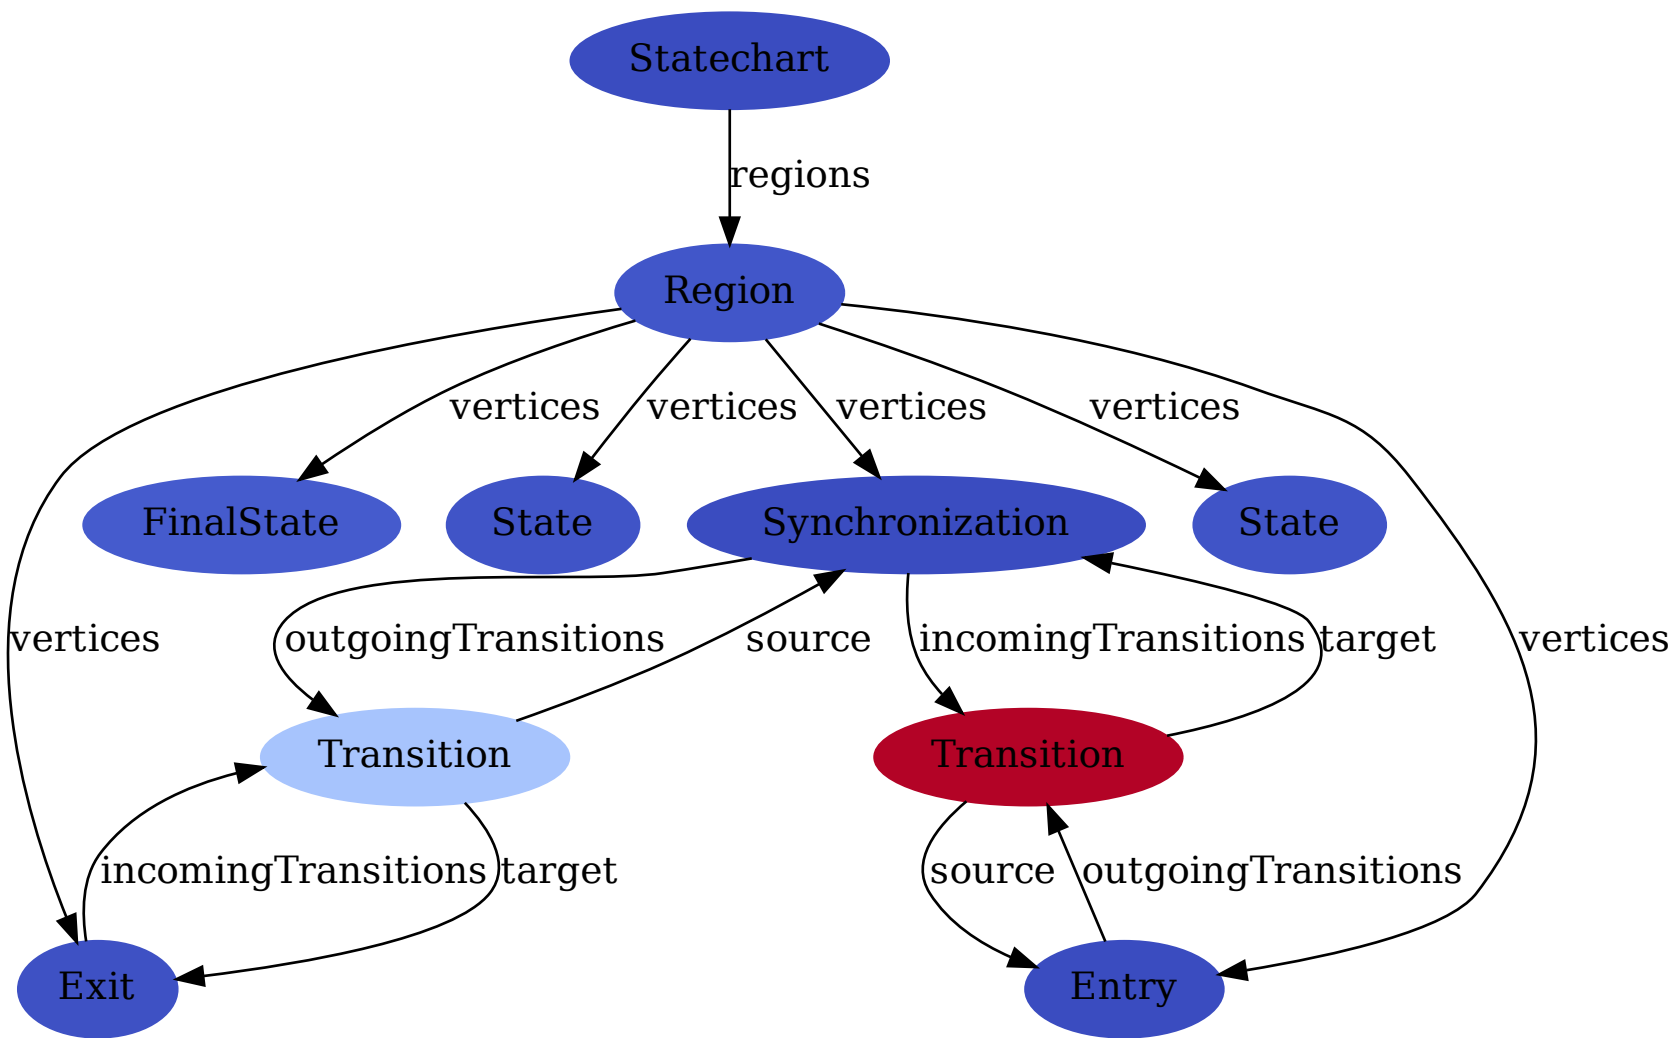 Statechart
regions
Region
vertices
vertices
vertices
vertices
FinalState
State
Synchronization
State
vertices
outgoingTransitions
source
incomingTransitions
target
vertices
Transition
Transition
incomingTransitions
target
source
outgoingTransitions
Exit
Entry